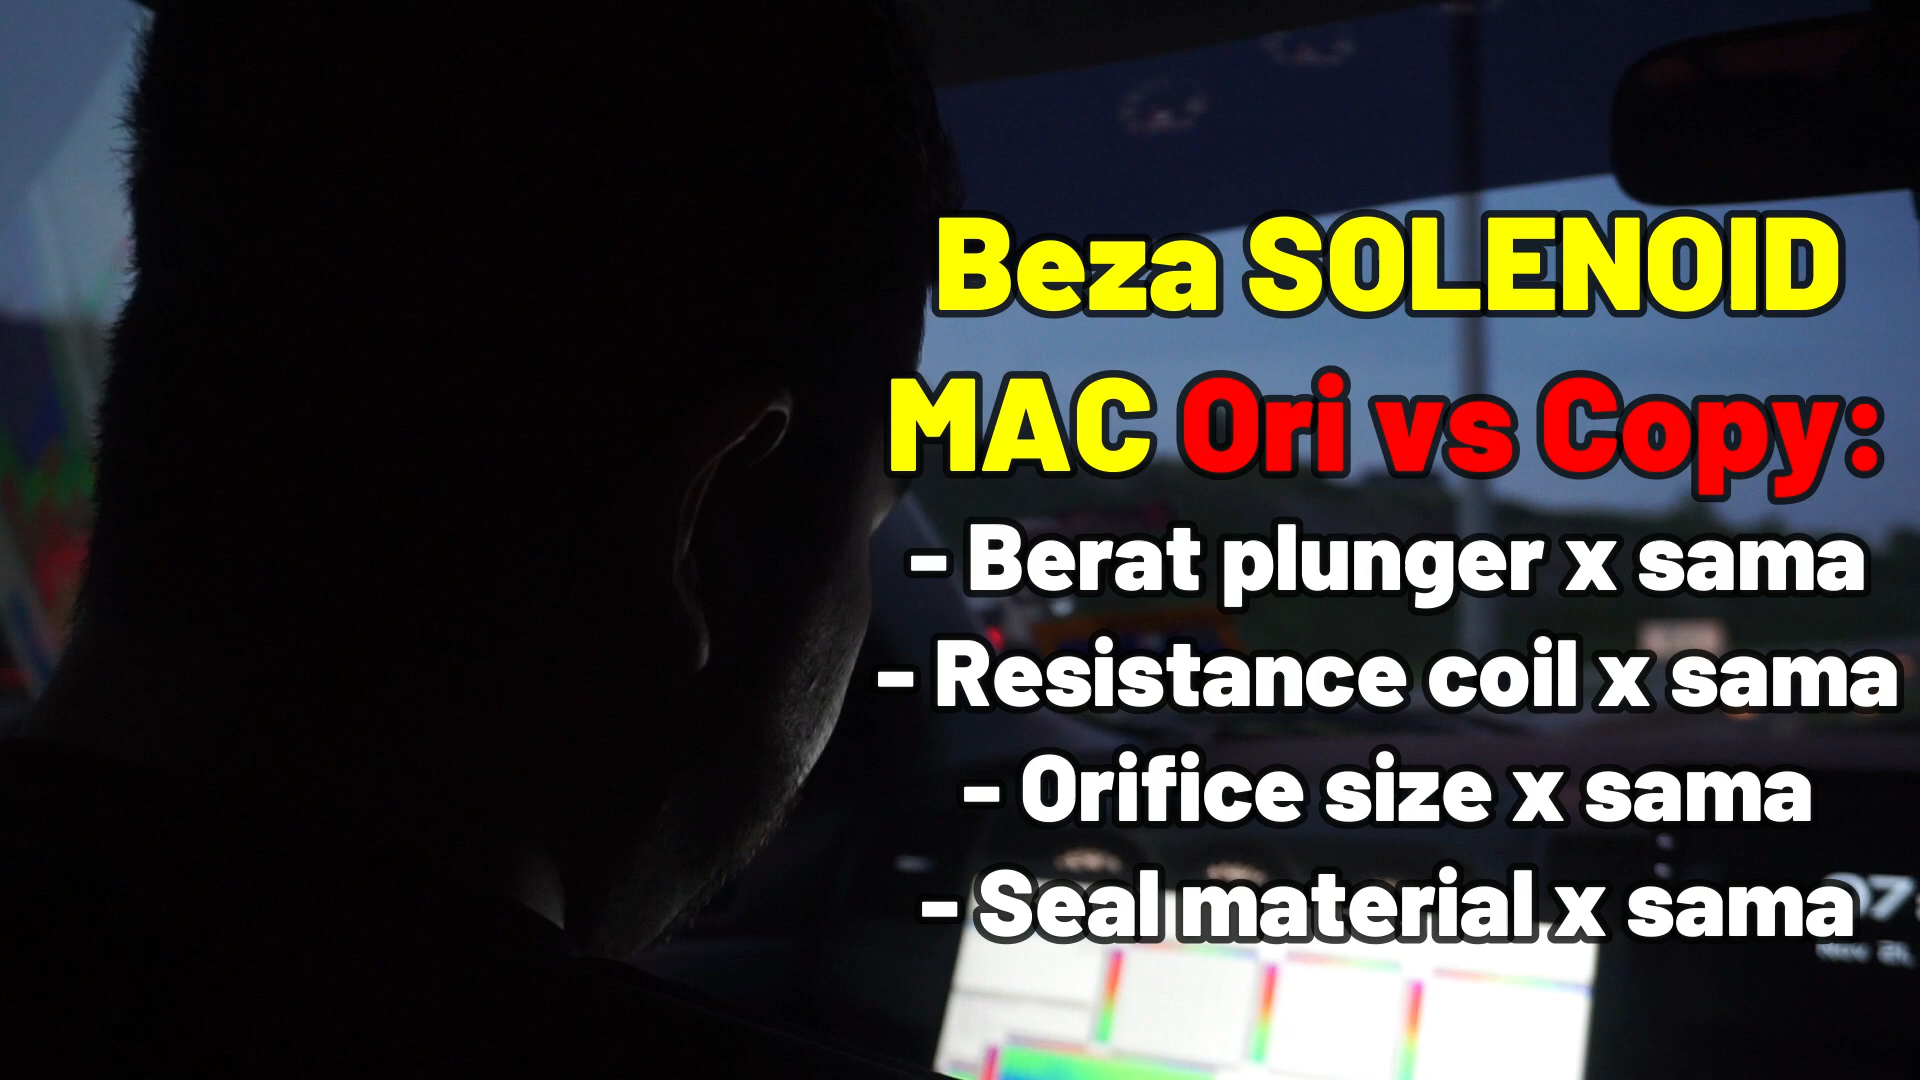 Beza SOLENOID
MAC Ori vs Copy:
- Berat plunger x sama
- Resistance coil x sama
- Orifice size x sama
- Seal material x sama